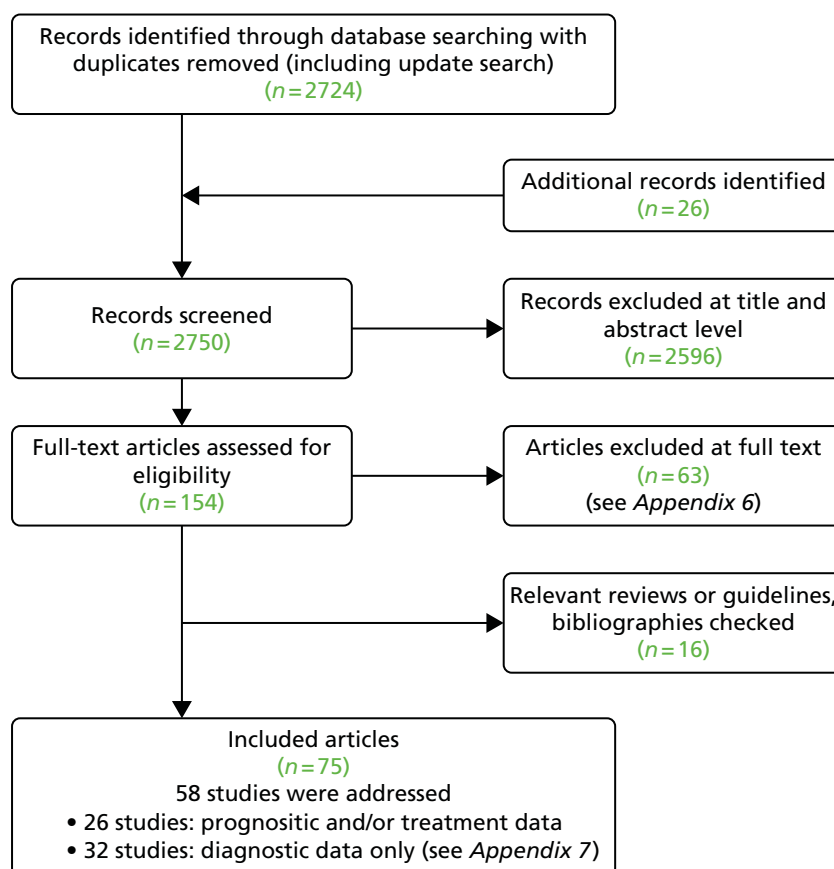 Records identified through database searching with
duplicates removed (including update search)
(n=2724)
Additional records identified
(n=26)
Records screened
(n=2750)
Records excluded at title and
abstract level
(n=2596)
Full-text articles assessed for
eligibility
(n=154)
Articles excluded at full text
(n=63)
(see Appendix 6)
Relevant reviews or guidelines,
bibliographies checked
(n=16)
Included articles
(n=75)
58 studies were addressed
• 26 studies: prognositic and/or treatment data
• 32 studies: diagnostic data only (see Appendix 7)